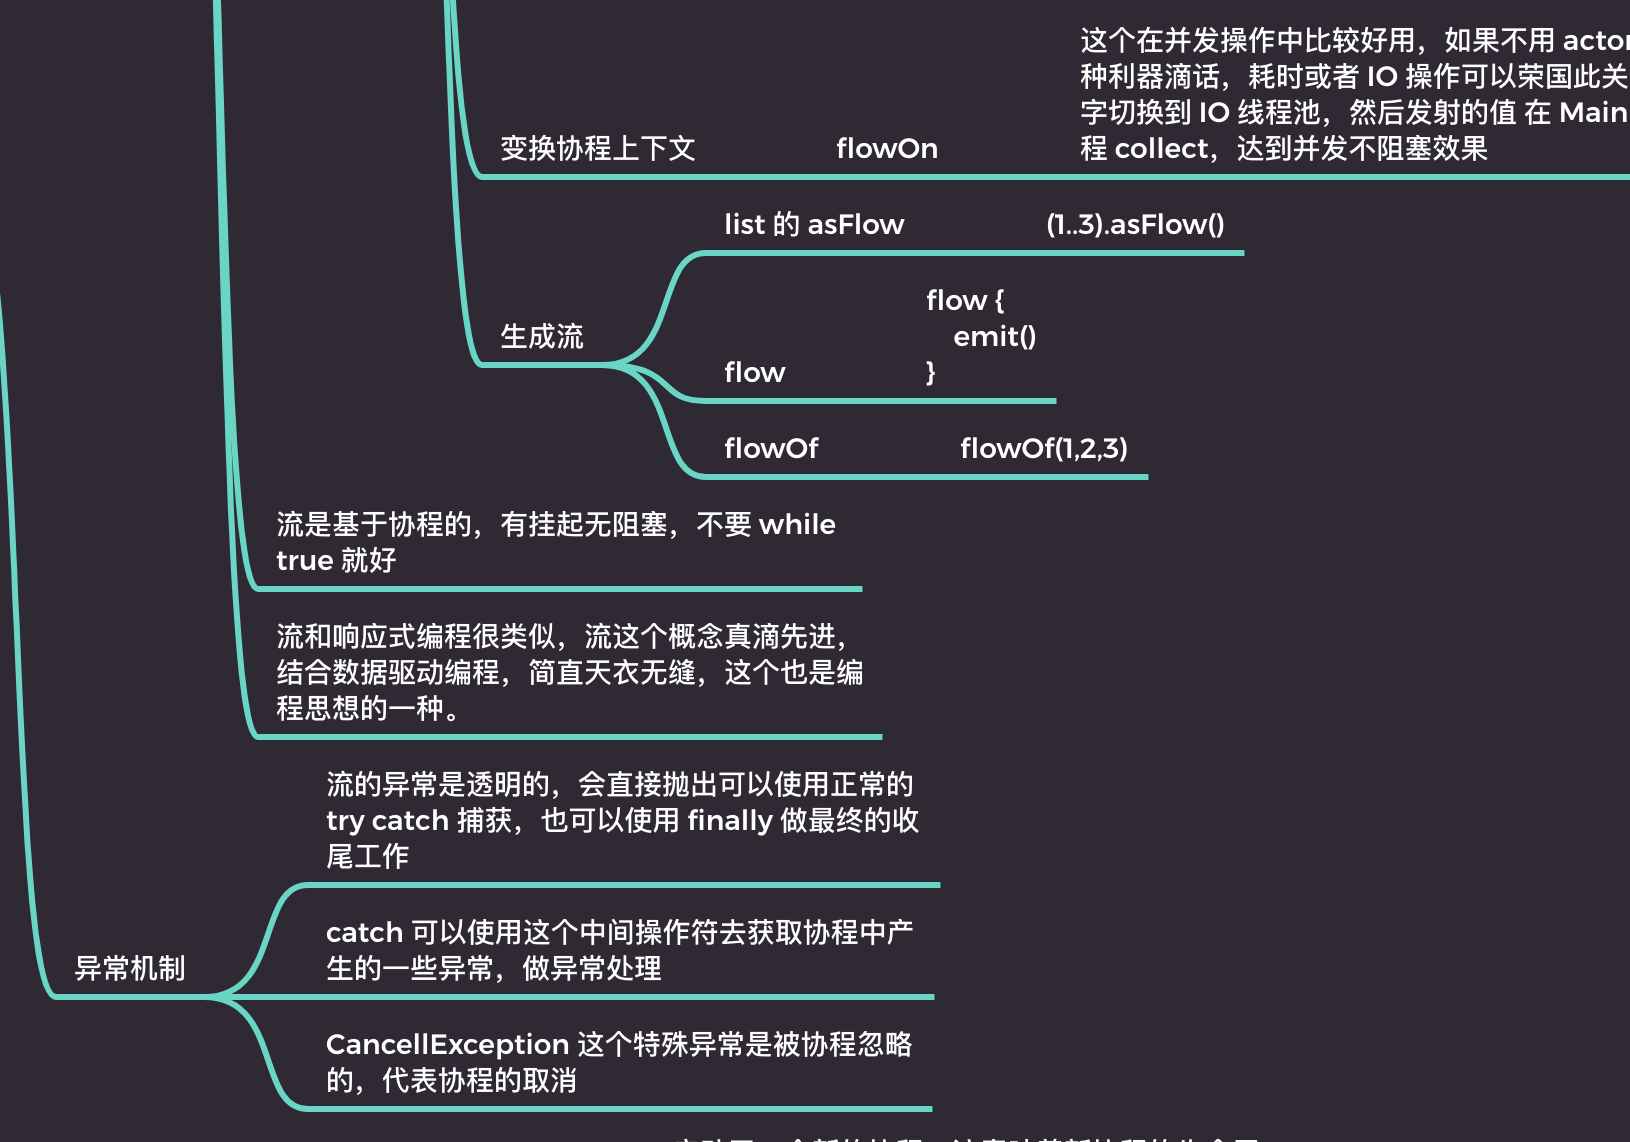 这个在并发操作中比较好用，如果不用 actor
种利器滴话，耗时或者 IO 操作可以荣国此关
字切换到 IO 线程池，然后发射的值 在 Main
程 collect，达到并发不阻塞效果
变换协程上下文
flowOn
list 的 asFlow
(1..3).asFlow()
生成流
flow
flow {
emit()
}
flowOf
flowOf(1,2,3)
流是基于协程的，有挂起无阻塞，不要 while
true 就好
流和响应式编程很类似，流这个概念真滴先进，
结合数据驱动编程，简直天衣无缝，这个也是编
程思想的一种。
异常机制
流的异常是透明的，会直接抛出可以使用正常的
try catch 捕获，也可以使用 finally 做最终的收
尾工作
catch 可以使用这个中间操作符去获取协程中产
生的一些异常，做异常处理
CancellException 这个特殊异常是被协程忽略
的，代表协程的取消